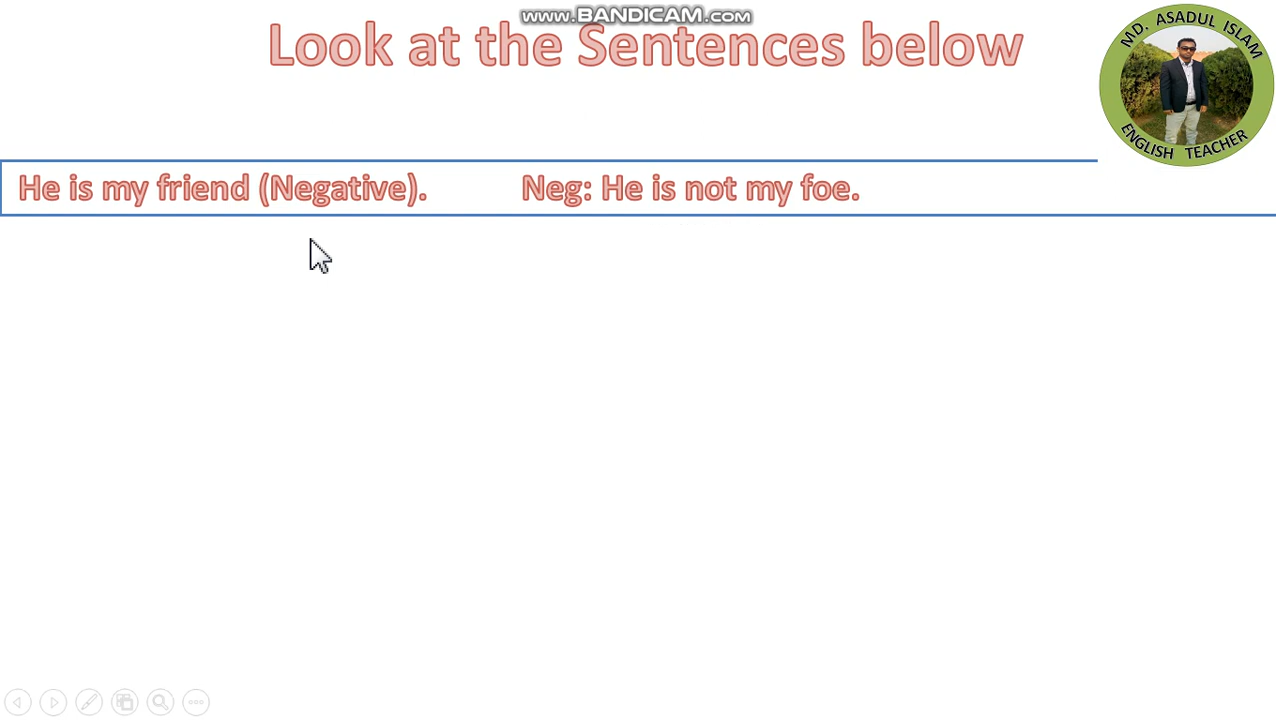 www.BANDICAM.com
Look at the Sentences below
MD. ASADUL ISLAM
ENGLISH TEACHER
He is my friend (Negative). Neg: He is not my foe.